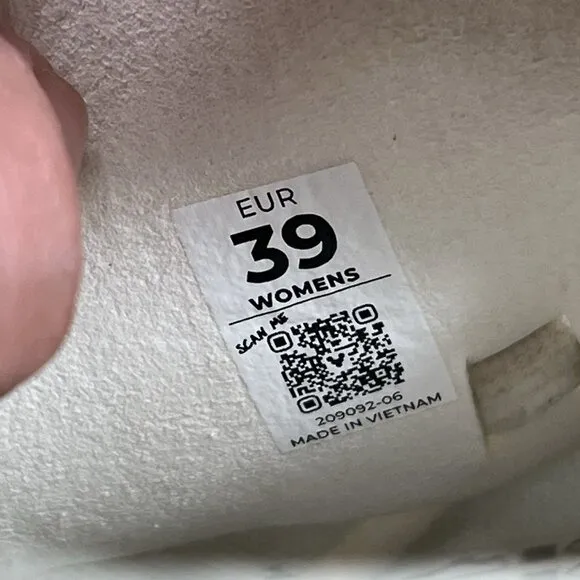 EUR
39
WOMENS
SCAN ME
209092-06
MADE IN VIETNAM